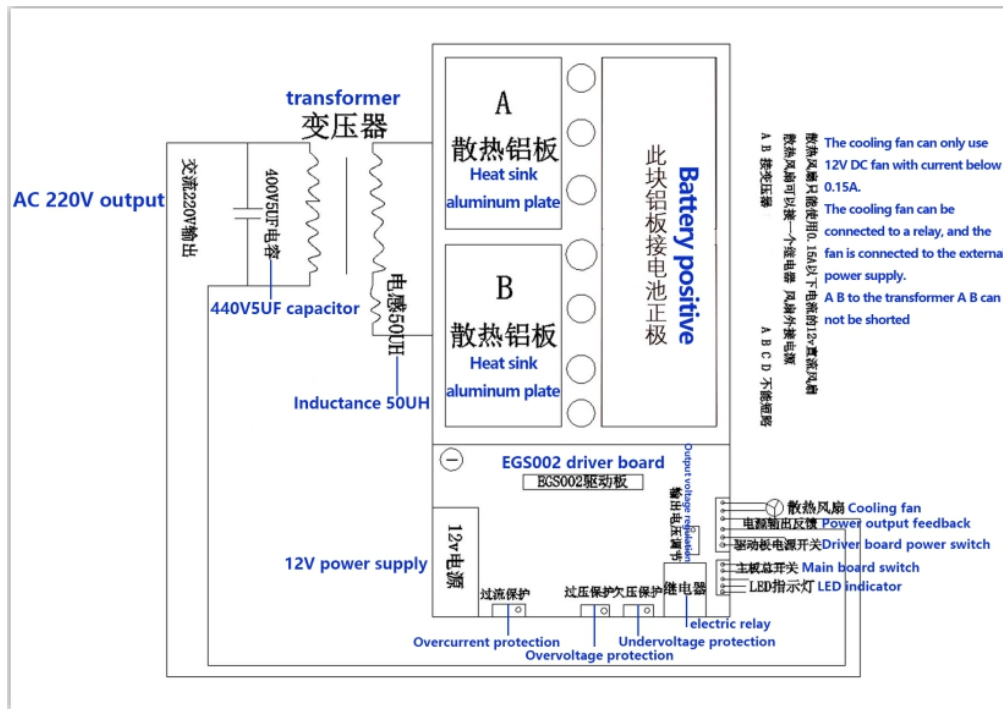 transformer
变压器
AC 220V output
交流220V输出
400V5UF电容
440V5UF capacitor
电感50UH
Inductance 50UH
A
散热铝板
Heat sink
aluminum plate
B
散热铝板
Heat sink
aluminum plate
此块铝板接电池正极
Battery positive
散热风扇只能使用0.15A以下电流的12v直流风扇
散热风扇可以接一个继电器 风扇外接电源
A B 接变压器
A B C D 不能短路
The cooling fan can only use
12V DC fan with current below
0.15A.
The cooling fan can be
connected to a relay, and the
fan is connected to the externa
power supply.
A B to the transformer A B can
not be shorted
EGS002 driver board
EGS002驱动板
Output voltage regulation
输出电压调节
12V power supply
12v电源
散热风扇 Cooling fan
电源输出反馈 Power output feedback
驱动板电源开关 Driver board power switch
主板总开关 Main board switch
LED指示灯 LED indicator
过流保护
过压保护
欠压保护
继电器
electric relay
Overcurrent protection
Undervoltage protection
Overvoltage protection